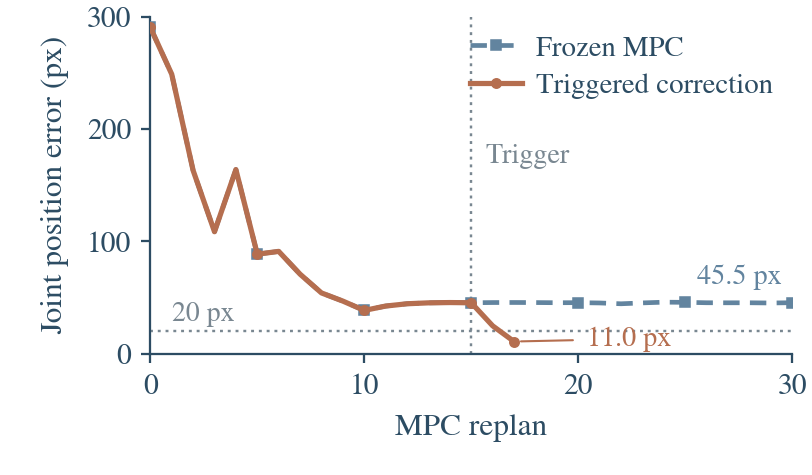 300
Frozen MPC
Triggered correction
200
Trigger
100
45.5 px
20 px
11.0 px
0
0 10 20 30
MPC replan
Joint position error (px)